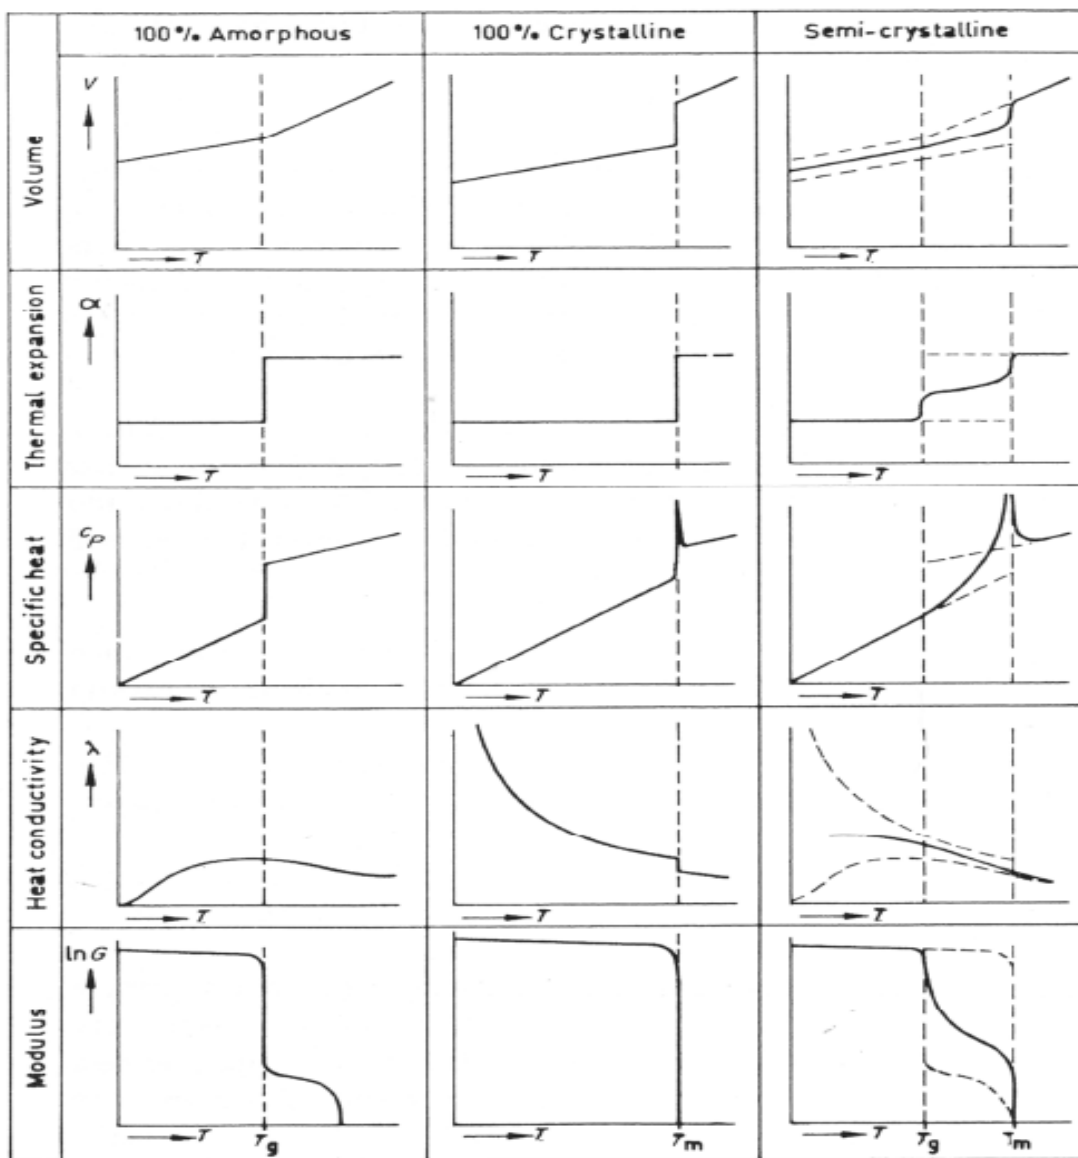 100% Amorphous
100% Crystalline
Semi-crystalline
Volume
V
T
T
T
Thermal expansion
α
T
T
T
Specific heat
cp
T
T
T
Heat conductivity
λ
T
T
T
Modulus
ln G
T
Tg
T
Tm
T
Tg
Tm